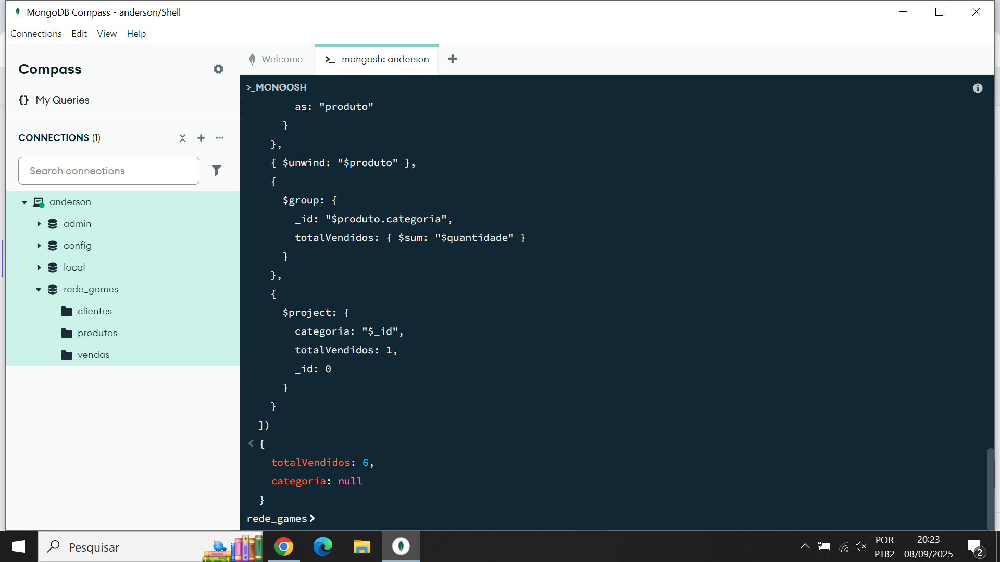 MongoDB Compass - anderson/Shell
Connections Edit View Help
Compass
My Queries
CONNECTIONS (1)
Search connections
anderson
admin
config
local
rede_games
clientes
produtos
vendas
Welcome
>_ mongosh: anderson
>_MONGOSH
as: "produto"
}
},
{ $unwind: "$produto" },
{
$group: {
_id: "$produto.categoria",
totalVendidos: { $sum: "$quantidade" }
}
},
{
$project: {
categoria: "$_id",
totalVendidos: 1,
_id: 0
}
}
])
< {
totalVendidos: 6,
categoria: null
}
rede_games>
Pesquisar
POR
PTB2
20:23
08/09/2025
2